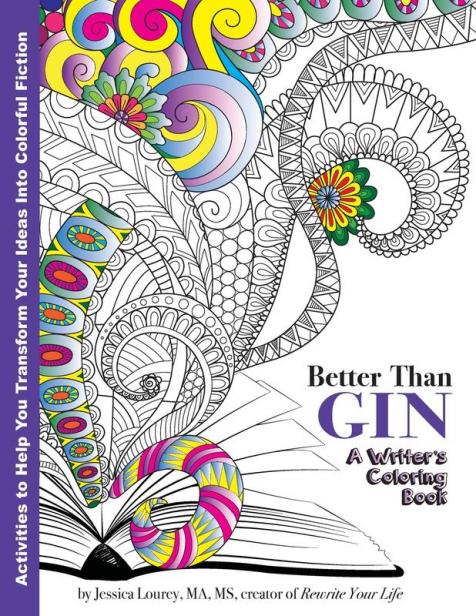 Activities to Help You Transform Your Ideas Into Colorful Fiction
Better Than
GIN
A Writer's
Coloring
Book
by Jessica Lourey, MA, MS, creator of Rewrite Your Life